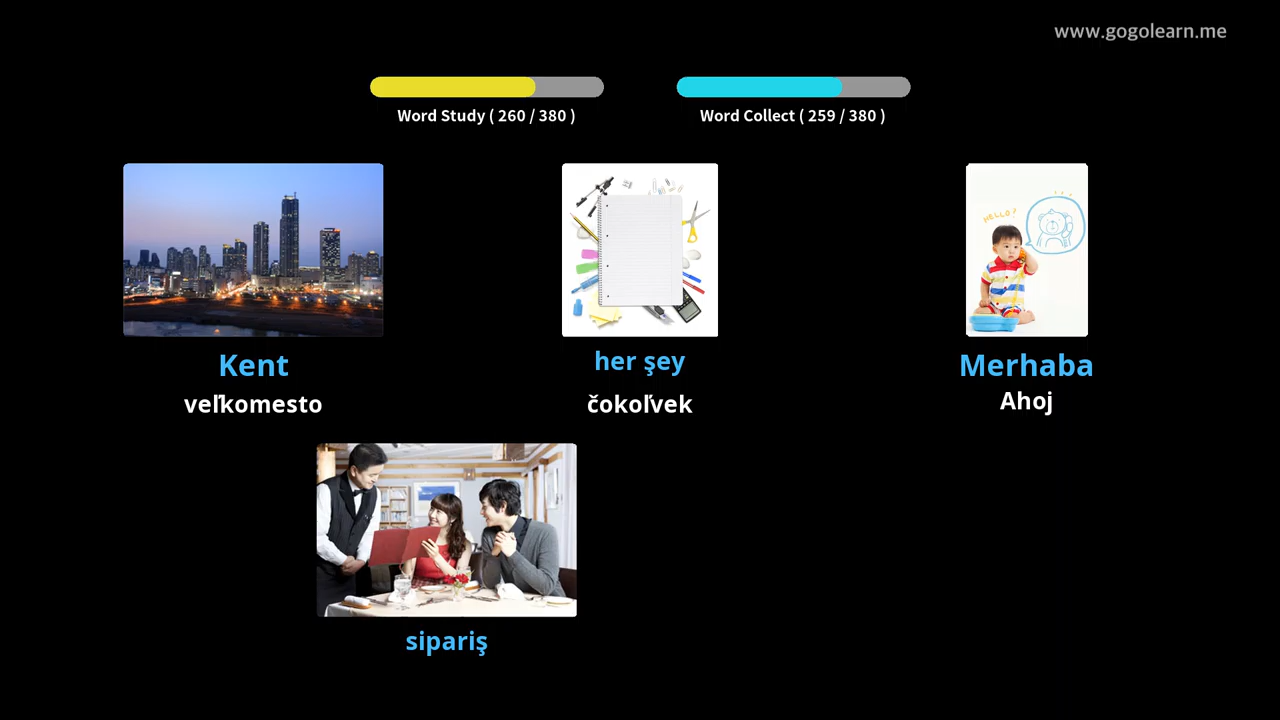 www.gogolearn.me
Word Study ( 260 / 380 )
Word Collect ( 259 / 380 )
HELLO?
Kent
her şey
Merhaba
veľkomesto
čokoľvek
Ahoj
sipariş